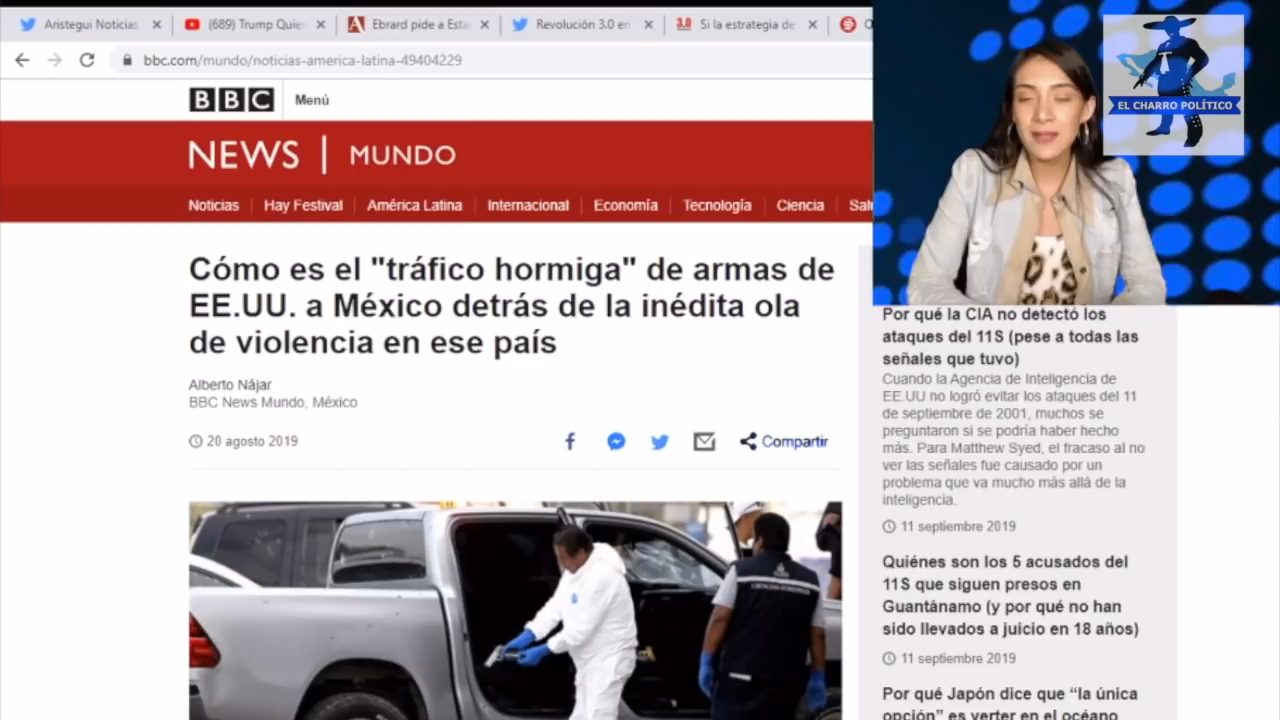 Aristegui Noticias
(689) Trump Quie
Ebrard pide a Esta
Revolución 3.0 en
3.0 Si la estrategia de
bbc.com/mundo/noticias-america-latina-49404229
BBC Menú
NEWS | MUNDO
Noticias Hay Festival América Latina Internacional Economía Tecnología Ciencia Salu
EL CHARRO POLÍTICO
Cómo es el "tráfico hormiga" de armas de
EE.UU. a México detrás de la inédita ola
de violencia en ese país
Alberto Nájar
BBC News Mundo, México
20 agosto 2019
Compartir
Por qué la CIA no detectó los
ataques del 11S (pese a todas las
señales que tuvo)
Cuando la Agencia de Inteligencia de
EE.UU no logró evitar los ataques del 11
de septiembre de 2001, muchos se
preguntaron si se podría haber hecho
más. Para Matthew Syed, el fracaso al no
ver las señales fue causado por un
problema que va mucho más allá de la
inteligencia.
11 septiembre 2019
Quiénes son los 5 acusados del
11S que siguen presos en
Guantánamo (y por qué no han
sido llevados a juicio en 18 años)
11 septiembre 2019
Por qué Japón dice que “la única
opción” es verter en el océano